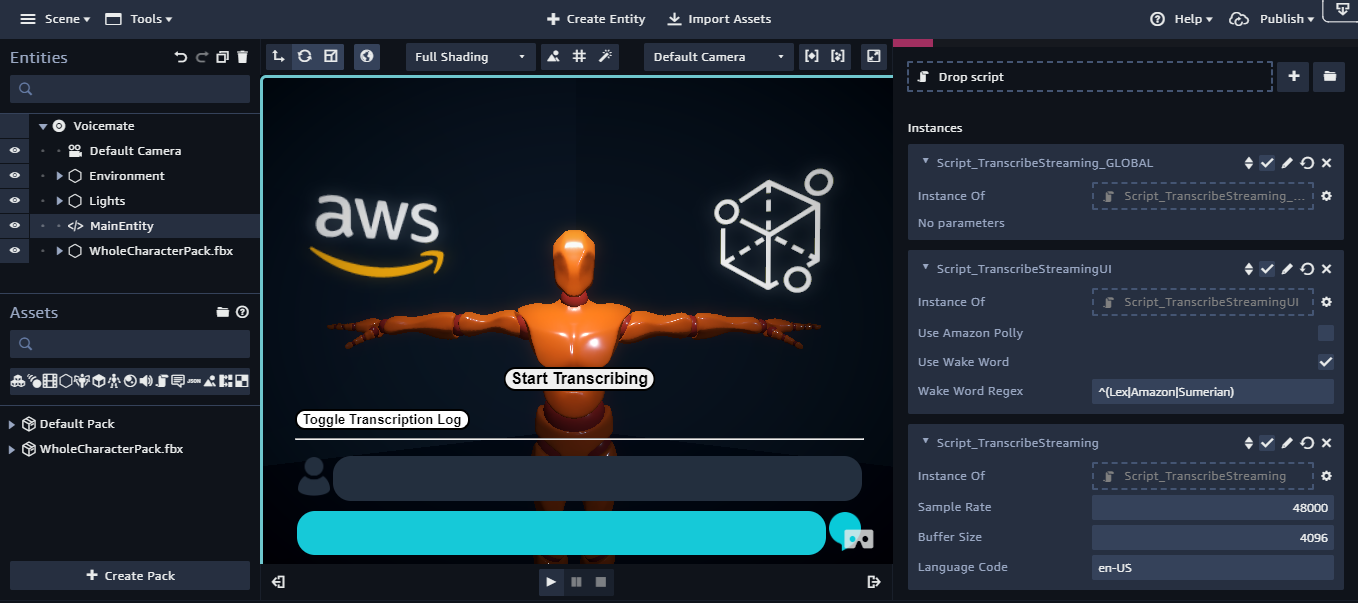 Scene Tools Create Entity Import Assets Help Publish
Entities
Full Shading
Default Camera
Voicemate
Default Camera
Environment
Lights
MainEntity
WholeCharacterPack.fbx
Assets
JSON
Default Pack
WholeCharacterPack.fbx
Create Pack
aws
Start Transcribing
Toggle Transcription Log
Drop script
Instances
Script_TranscribeStreaming_GLOBAL
Instance Of Script_TranscribeStreaming_...
No parameters
Script_TranscribeStreamingUI
Instance Of Script_TranscribeStreamingUI
Use Amazon Polly
Use Wake Word
Wake Word Regex ^(Lex|Amazon|Sumerian)
Script_TranscribeStreaming
Instance Of Script_TranscribeStreaming
Sample Rate 48000
Buffer Size 4096
Language Code en-US